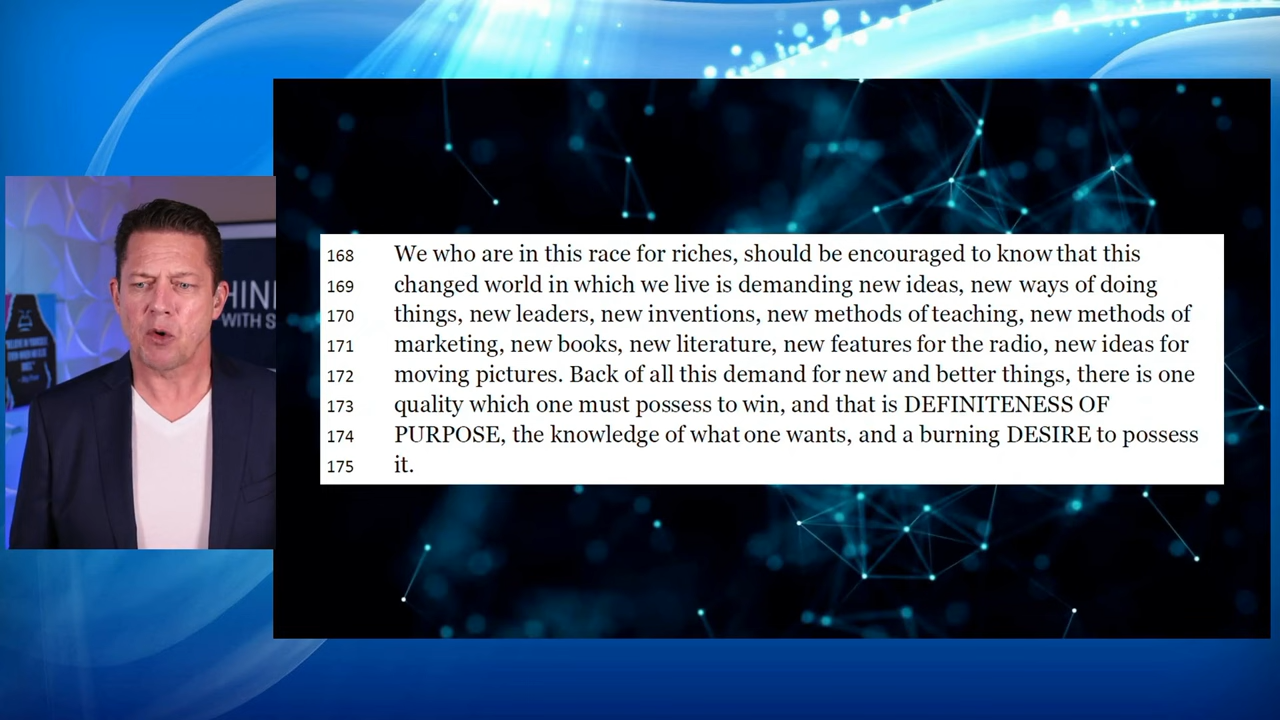 HIN
WITH S
168 We who are in this race for riches, should be encouraged to know that this
169 changed world in which we live is demanding new ideas, new ways of doing
170 things, new leaders, new inventions, new methods of teaching, new methods of
171 marketing, new books, new literature, new features for the radio, new ideas for
172 moving pictures. Back of all this demand for new and better things, there is one
173 quality which one must possess to win, and that is DEFINITENESS OF
174 PURPOSE, the knowledge of what one wants, and a burning DESIRE to possess
175 it.